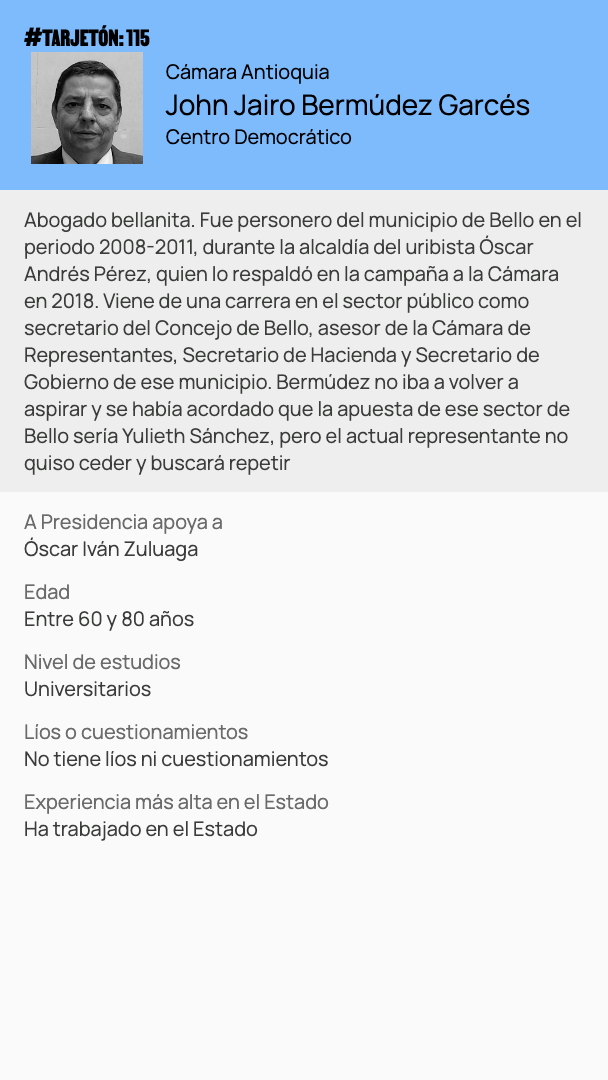 #TARJETÓN: 115
Cámara Antioquia
John Jairo Bermúdez Garcés
Centro Democrático
Abogado bellanita. Fue personero del municipio de Bello en el
periodo 2008-2011, durante la alcaldía del uribista Óscar
Andrés Pérez, quien lo respaldó en la campaña a la Cámara
en 2018. Viene de una carrera en el sector público como
secretario del Concejo de Bello, asesor de la Cámara de
Representantes, Secretario de Hacienda y Secretario de
Gobierno de ese municipio. Bermúdez no iba a volver a
aspirar y se había acordado que la apuesta de ese sector de
Bello sería Yulieth Sánchez, pero el actual representante no
quiso ceder y buscará repetir
A Presidencia apoya a
Óscar Iván Zuluaga
Edad
Entre 60 y 80 años
Nivel de estudios
Universitarios
Líos o cuestionamientos
No tiene líos ni cuestionamientos
Experiencia más alta en el Estado
Ha trabajado en el Estado